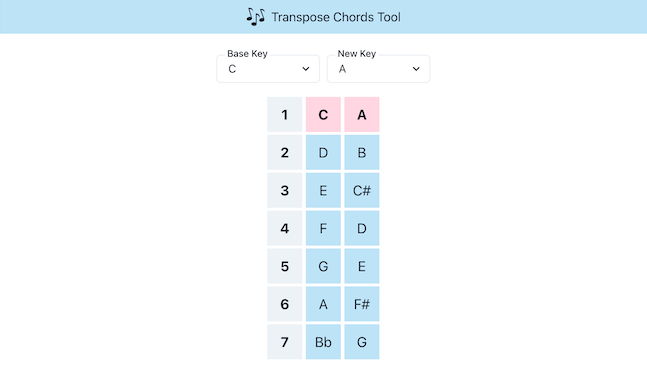 Transpose Chords Tool
Base Key New Key
C A
1 C A
2 D B
3 E C#
4 F D
5 G E
6 A F#
7 Bb G